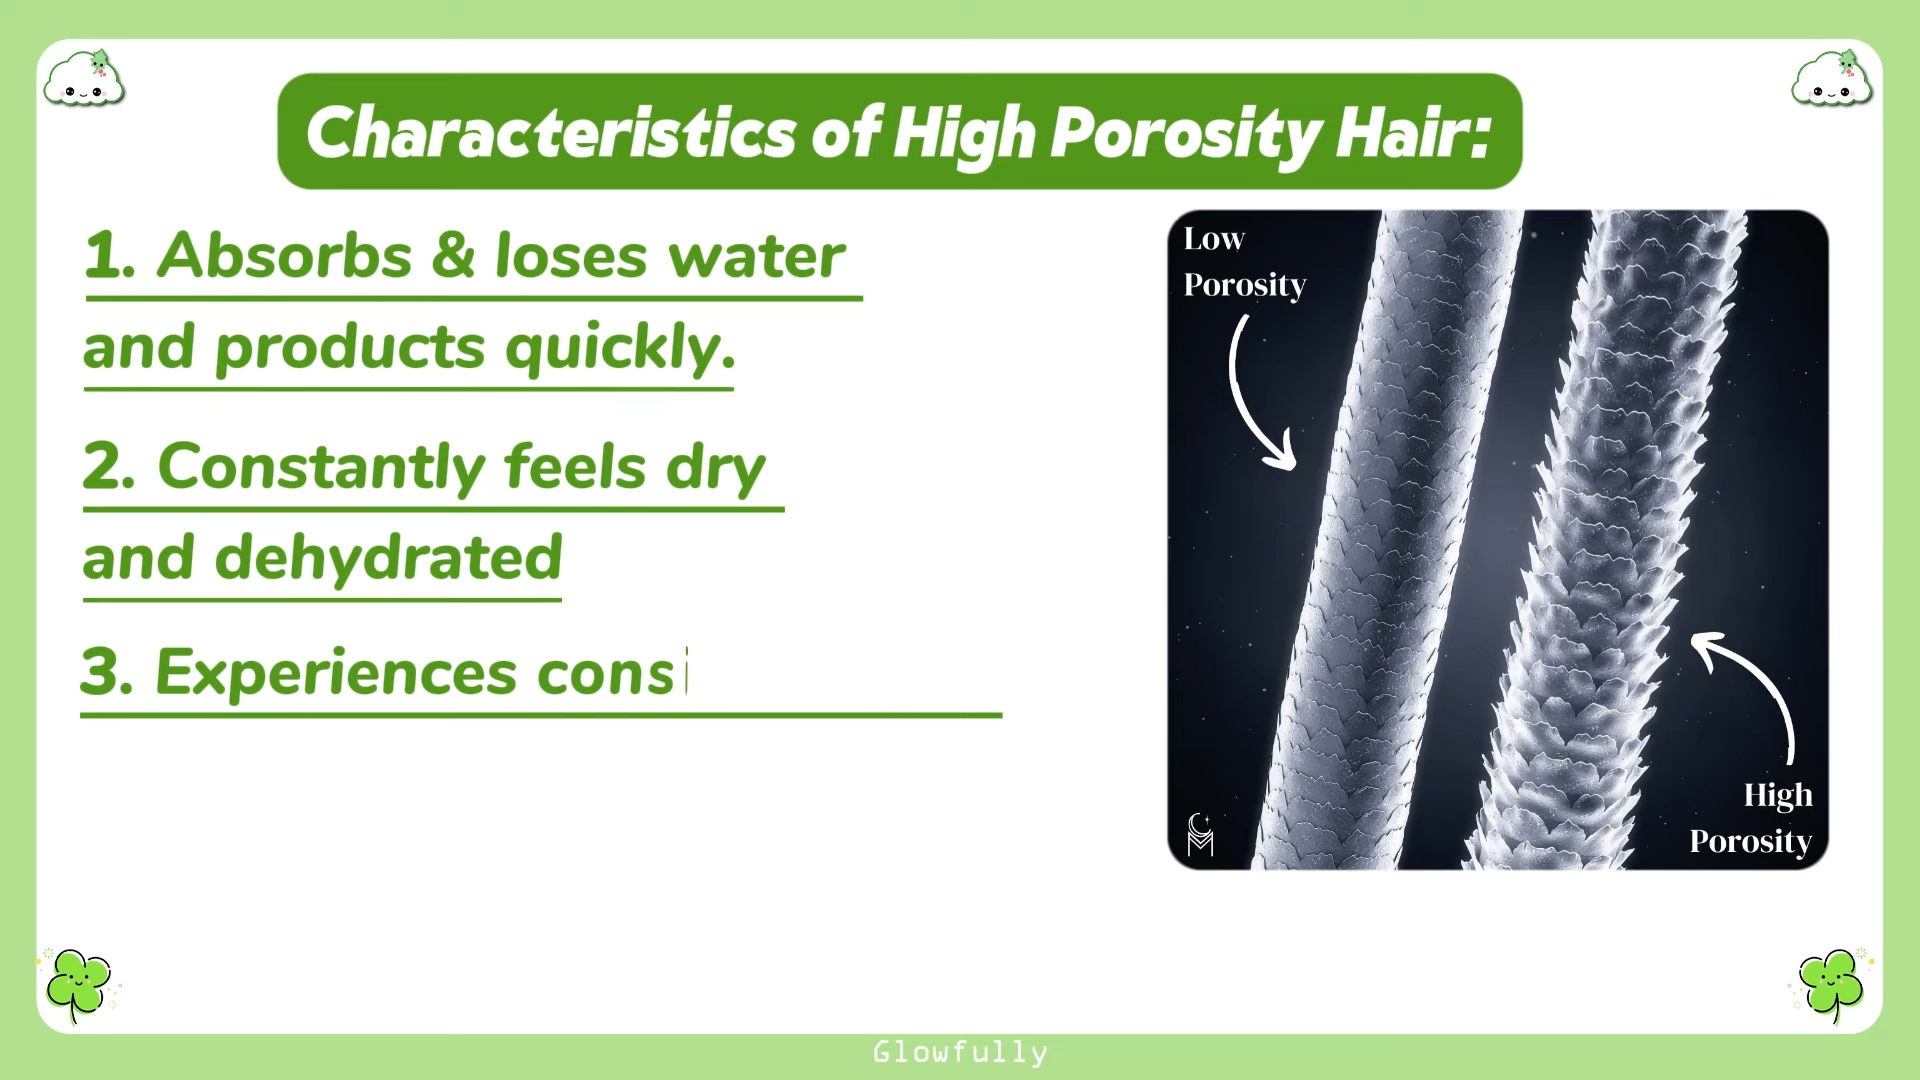 Characteristics of High Porosity Hair:
1. Absorbs & loses water
and products quickly.
2. Constantly feels dry
and dehydrated
3. Experiences cons
Low
Porosity
High
Porosity
Glowfully